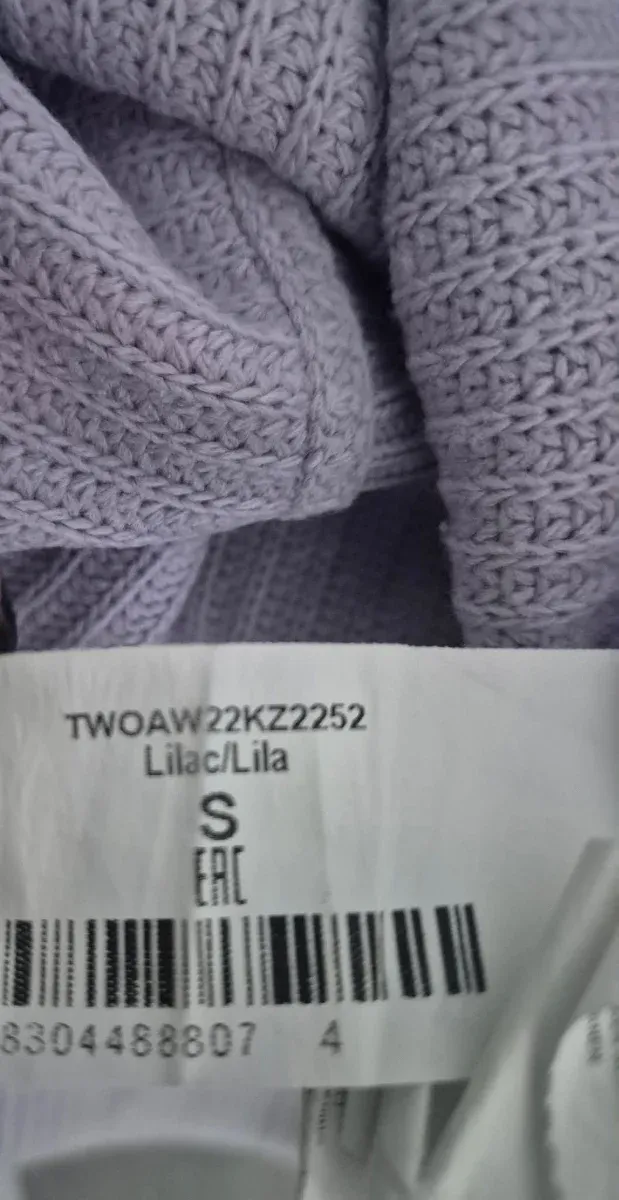 TWOAW22KZ2252
Lilac/Lila
S
EAC
8304488807 4